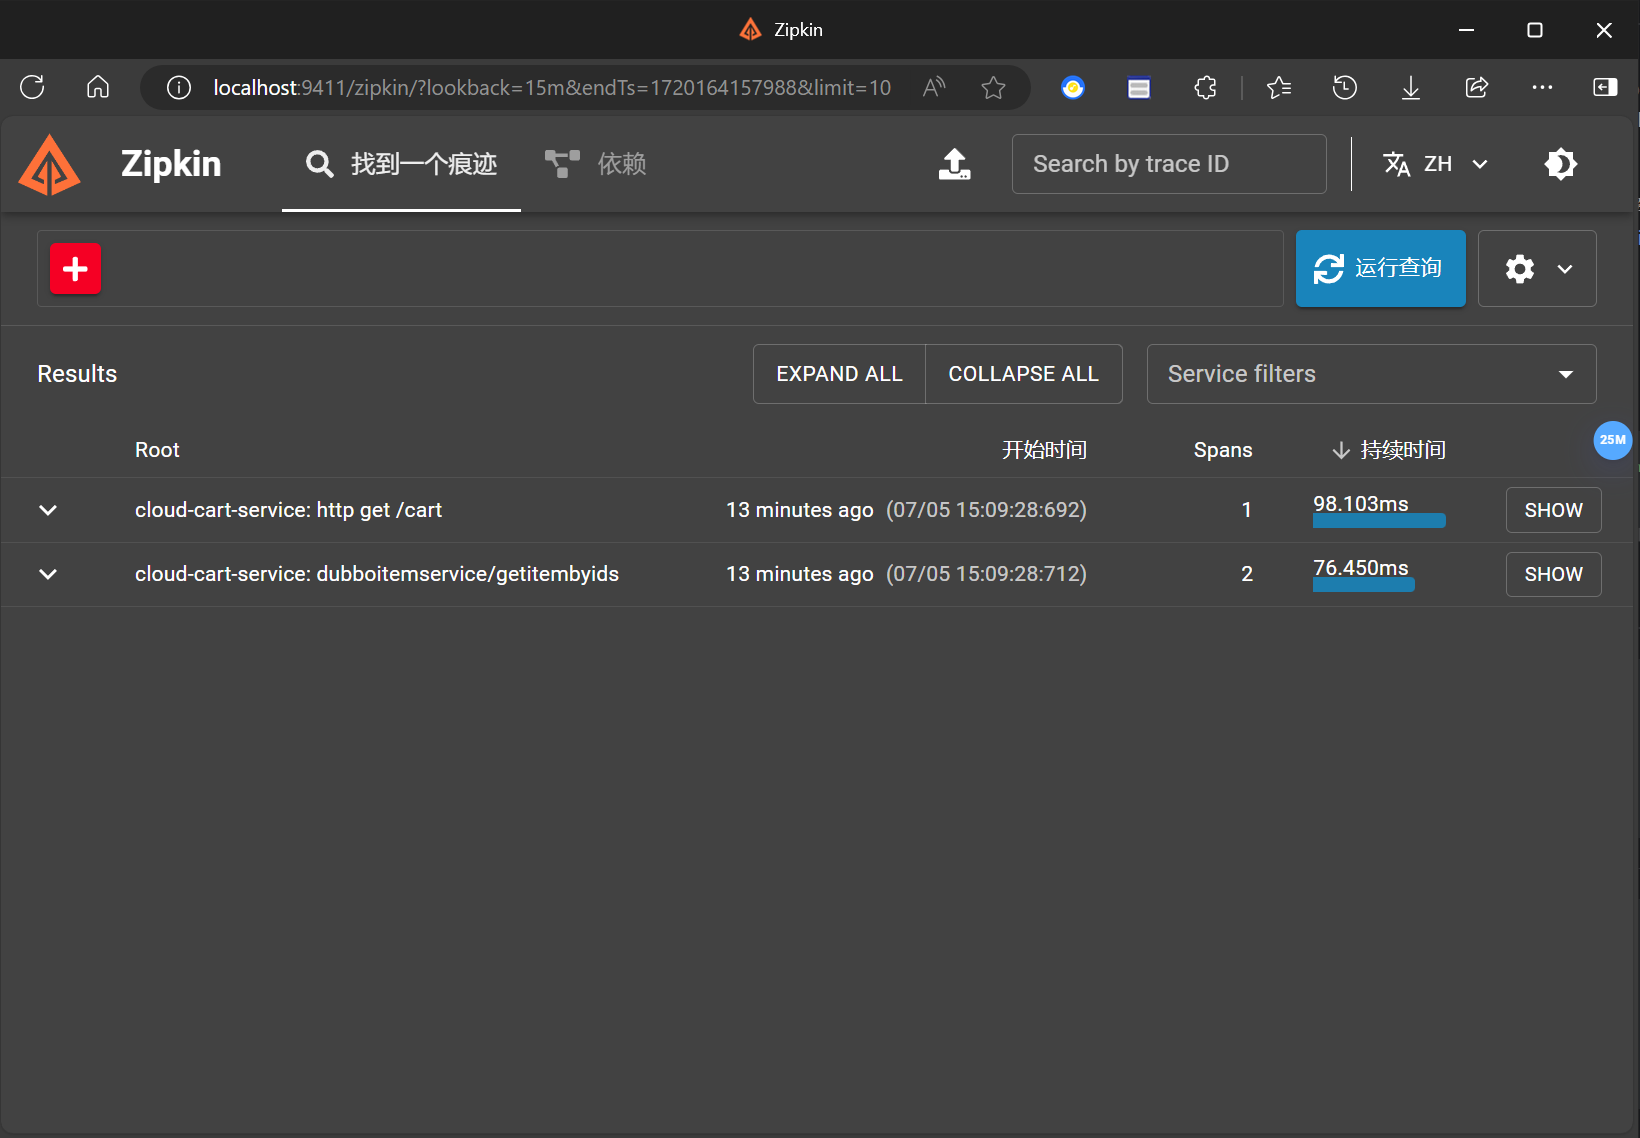 Zipkin
localhost:9411/zipkin/?lookback=15m&endTs=1720164157988&limit=10
Zipkin 找到一个痕迹 依赖 Search by trace ID ZH
运行查询
Results EXPAND ALL COLLAPSE ALL Service filters
Root 开始时间 Spans 持续时间
25M
cloud-cart-service: http get /cart 13 minutes ago (07/05 15:09:28:692) 1 98.103ms SHOW
cloud-cart-service: dubboitemservice/getitembyids 13 minutes ago (07/05 15:09:28:712) 2 76.450ms SHOW